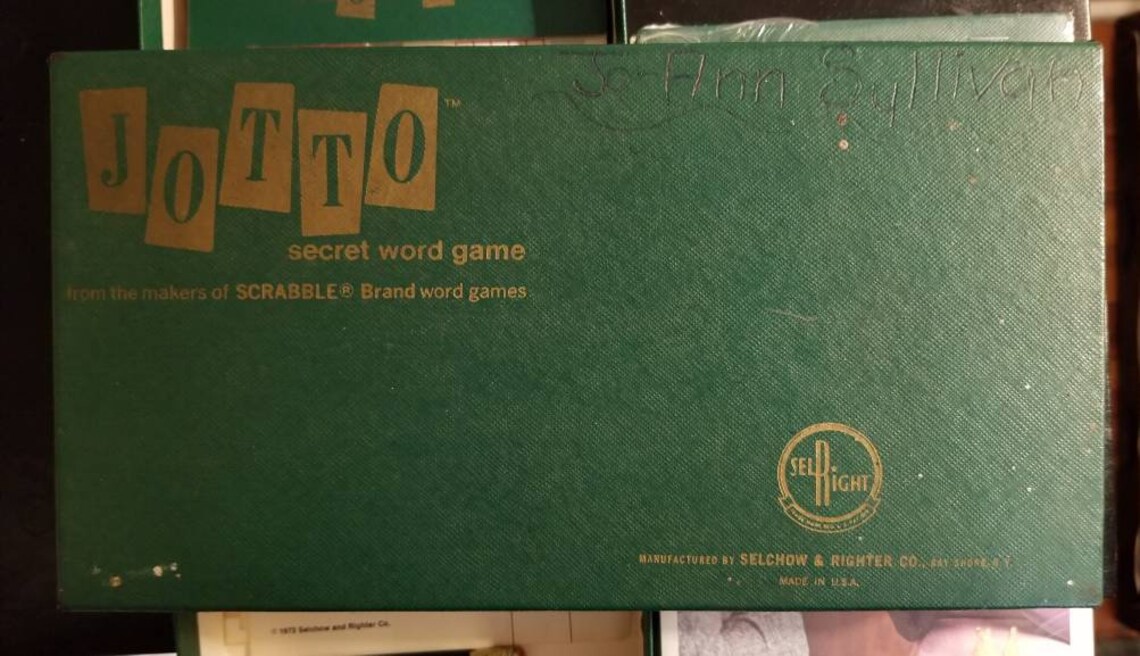 Jo-Ann Syllivan
JOTTO™
secret word game
from the makers of SCRABBLE® Brand word games
SELRIGHT
MANUFACTURED BY SELCHOW & RIGHTER CO., BAY SHORE, N.Y.
MADE IN U.S.A.
© 1973 Selchow and Righter Co.